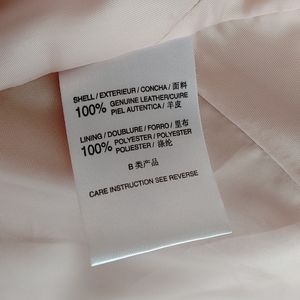 SHELL / EXTERIEUR / CONCHA / 面料
100% GENUINE LEATHER/CUIRE
PIEL AUTENTICA / 羊皮
LINING / DOUBLURE / FORRO / 里布
100% POLYESTER / POLYESTER
POLIESTER / 涤纶
B 类产品
CARE INSTRUCTION SEE REVERSE